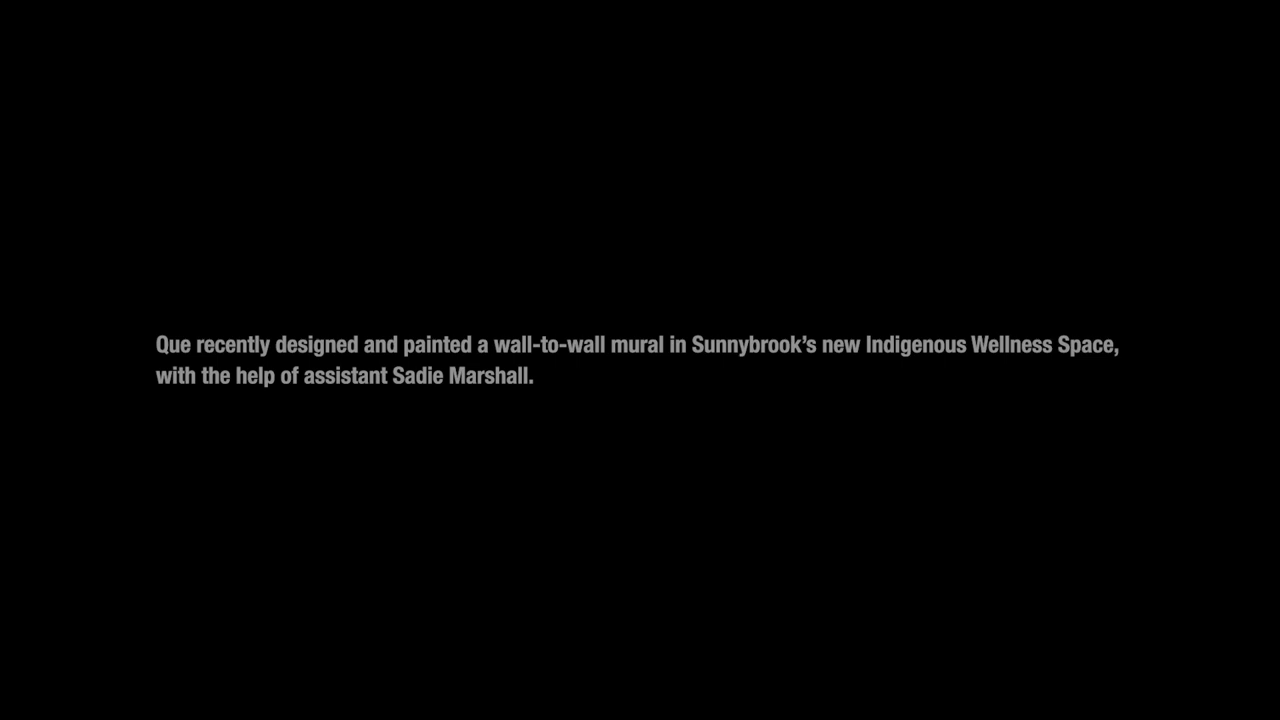 Que recently designed and painted a wall-to-wall mural in Sunnybrook’s new Indigenous Wellness Space,
with the help of assistant Sadie Marshall.